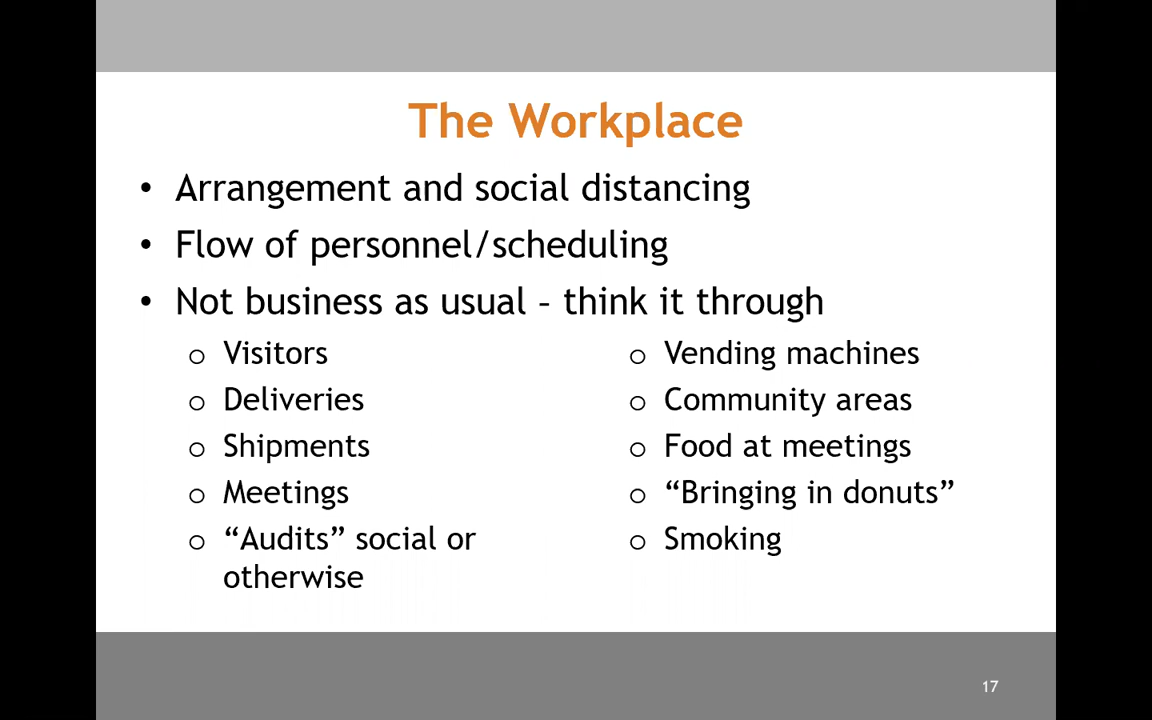 The Workplace
• Arrangement and social distancing
• Flow of personnel/scheduling
• Not business as usual – think it through
o Visitors
o Deliveries
o Shipments
o Meetings
o “Audits” social or
otherwise
o Vending machines
o Community areas
o Food at meetings
o “Bringing in donuts”
o Smoking
17